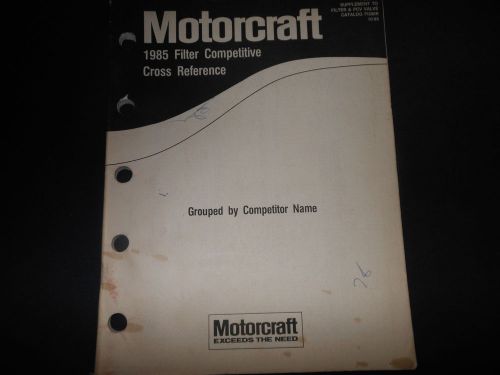 SUPPLEMENT TO
FILTER & PCV VALVE
CATALOG
Motorcraft
1985 Filter Competitive
Cross Reference
Grouped by Competitor Name
Motorcraft
EXCEEDS THE NEED